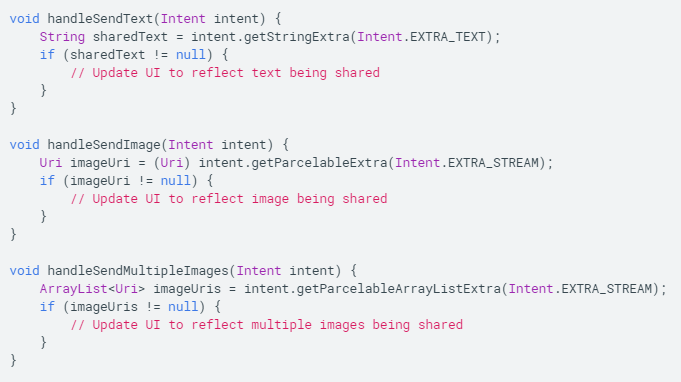 void handleSendText(Intent intent) {
    String sharedText = intent.getStringExtra(Intent.EXTRA_TEXT);
    if (sharedText != null) {
        // Update UI to reflect text being shared
    }
}

void handleSendImage(Intent intent) {
    Uri imageUri = (Uri) intent.getParcelableExtra(Intent.EXTRA_STREAM);
    if (imageUri != null) {
        // Update UI to reflect image being shared
    }
}

void handleSendMultipleImages(Intent intent) {
    ArrayList<Uri> imageUris = intent.getParcelableArrayListExtra(Intent.EXTRA_STREAM);
    if (imageUris != null) {
        // Update UI to reflect multiple images being shared
    }
}